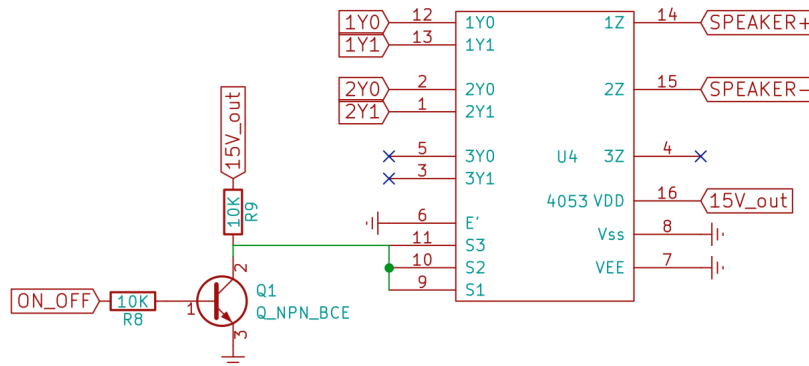 1Y0 12 1Y0 1Z 14 SPEAKER+
1Y1 13 1Y1
2Y0 2 2Y0 2Z 15 SPEAKER-
2Y1 1 2Y1
5 3Y0 U4 3Z 4
3 3Y1
4053 VDD 16 15V_out
6 E' Vss 8
11 S3
10 S2 VEE 7
9 S1
15V_out
10K R9
2
ON_OFF 10K 1 Q1
R8 Q_NPN_BCE
3